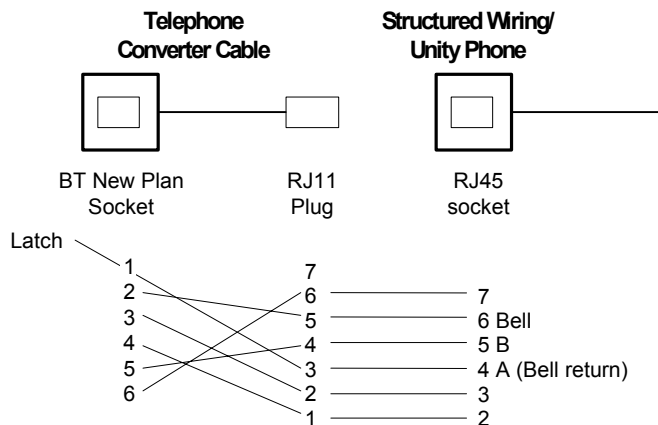 Telephone
Converter Cable
Structured Wiring/
Unity Phone
BT New Plan
Socket
RJ11
Plug
RJ45
socket
Latch
1
2
3
4
5
6
7
6
5
4
3
2
1
7
6 Bell
5 B
4 A (Bell return)
3
2